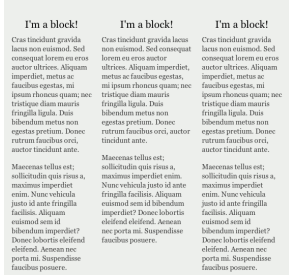 I'm a block!
Cras tincidunt gravida
lacus non euismod. Sed
consequat lorem eu eros
auctor ultrices. Aliquam
imperdiet, metus ac
faucibus egestas, mi
ipsum rhoncus quam; nec
tristique diam mauris
fringilla ligula. Duis
bibendum metus non
egestas pretium. Donec
rutrum faucibus orci, auctor
tincidunt ante.
Maecenas tellus est;
sollicitudin quis risus a,
maximus imperdiet
enim. Nunc vehicula
justo id ante fringilla
facilisis. Aliquam
euismod sem id
bibendum imperdiet?
Donec lobortis eleifend
eleifend. Aenean nec
porta mi. Suspendisse
faucibus posuere.
I'm a block!
Cras tincidunt gravida
lacus non euismod. Sed consequat
lorem eu eros
auctor ultrices. Aliquam
imperdiet, metus ac
faucibus egestas, mi
ipsum rhoncus quam; nec
tristique diam mauris
fringilla ligula. Duis
bibendum metus non
egestas pretium. Donec
rutrum faucibus orci, auctor
tincidunt ante.
Maecenas tellus est;
sollicitudin quis risus a,
maximus imperdiet
enim. Nunc vehicula justo id ante
fringilla facilisis. Aliquam
euismod sem id bibendum
imperdiet? Donec lobortis
eleifend eleifend. Aenean nec
porta mi. Suspendisse
faucibus posuere.
I'm a block!
Cras tincidunt gravida
lacus non euismod. Sed consequat
lorem eu eros
auctor ultrices. Aliquam
imperdiet, metus ac
faucibus egestas, mi
ipsum rhoncus quam; nec
tristique diam mauris
fringilla ligula. Duis
bibendum metus non
egestas pretium. Donec
rutrum faucibus orci, auctor
tincidunt ante.
Maecenas tellus est;
sollicitudin quis risus a,
maximus imperdiet
enim. Nunc vehicula
justo id ante fringilla
facilisis. Aliquam
euismod sem id
bibendum imperdiet?
Donec lobortis eleifend
eleifend. Aenean nec
porta mi. Suspendisse
faucibus posuere.